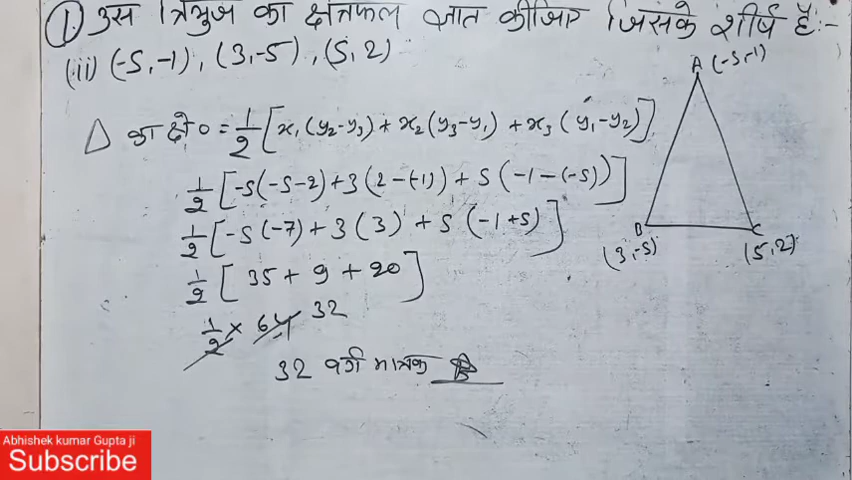 ① उस त्रिभुज का क्षेत्रफल ज्ञात कीजिए जिसके शीर्ष हैं:-
(ii) (-5,-1), (3,-5), (5,2)
A (-5,-1)
△ का क्षे० = 1/2 [x₁(y₂-y₃) + x₂(y₃-y₁) + x₃(y₁-y₂)]
1/2 [-5(-5-2)+3(2-(-1)) + 5(-1-(-5))]
1/2 [-5(-7)+3(3) + 5(-1+5)]
B C
(3,-5) (5,2)
1/2 [35 + 9 + 20]
1/2 × 64 32
32 वर्ग मात्रक
Abhishek kumar Gupta ji
Subscribe